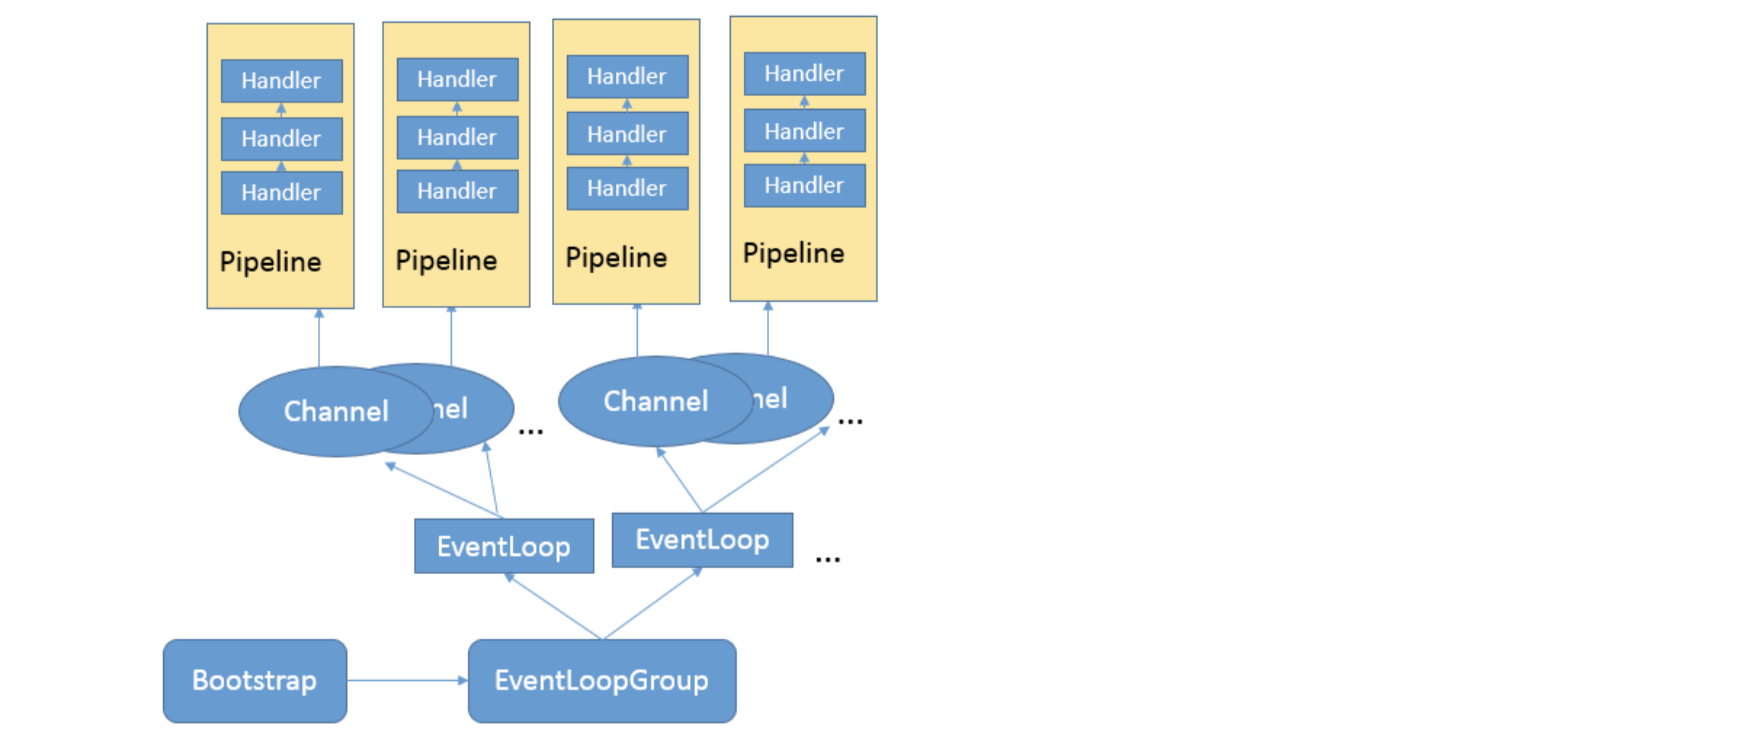 Handler
Handler
Handler
Pipeline
Handler
Handler
Handler
Pipeline
Handler
Handler
Handler
Pipeline
Handler
Handler
Handler
Pipeline
Channel
nel
...
Channel
nel
...
EventLoop
EventLoop
...
Bootstrap
EventLoopGroup